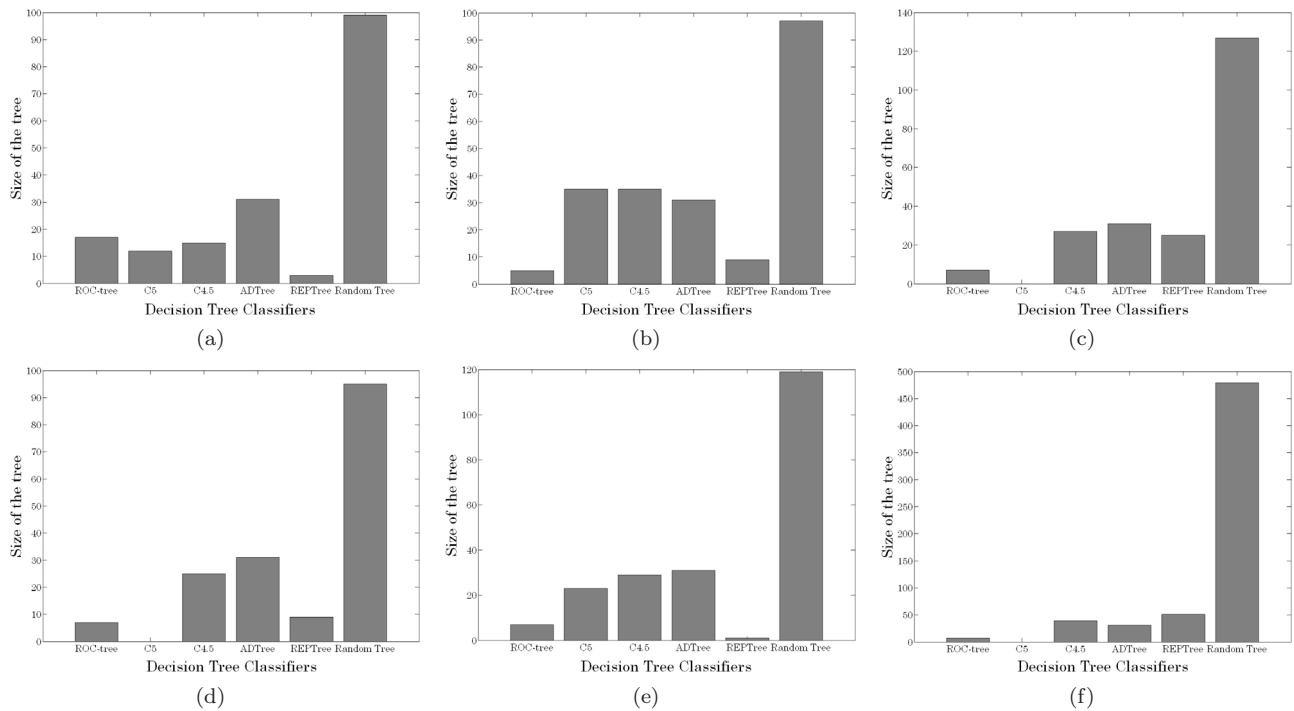 100
90
80
70
60
50
40
30
20
10
0
Size of the tree
ROC-tree C5 C4.5 ADTree REPTree Random Tree
Decision Tree Classifiers
(a)
100
90
80
70
60
50
40
30
20
10
0
Size of the tree
ROC-tree C5 C4.5 ADTree REPTree Random Tree
Decision Tree Classifiers
(b)
140
120
100
80
60
40
20
0
Size of the tree
ROC-tree C5 C4.5 ADTree REPTree Random Tree
Decision Tree Classifiers
(c)
100
90
80
70
60
50
40
30
20
10
0
Size of the tree
ROC-tree C5 C4.5 ADTree REPTree Random Tree
Decision Tree Classifiers
(d)
120
100
80
60
40
20
0
Size of the tree
ROC-tree C5 C4.5 ADTree REPTree Random Tree
Decision Tree Classifiers
(e)
500
450
400
350
300
250
200
150
100
50
0
Size of the tree
ROC-tree C5 C4.5 ADTree REPTree Random Tree
Decision Tree Classifiers
(f)